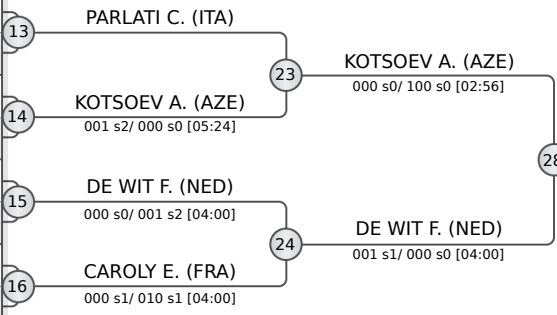 PARLATI C. (ITA)
13
23
KOTSOEV A. (AZE)
000 s0/ 100 s0 [02:56]
KOTSOEV A. (AZE)
14
001 s2/ 000 s0 [05:24]
28
DE WIT F. (NED)
15
000 s0/ 001 s2 [04:00]
24
DE WIT F. (NED)
001 s1/ 000 s0 [04:00]
CAROLY E. (FRA)
16
000 s1/ 010 s1 [04:00]